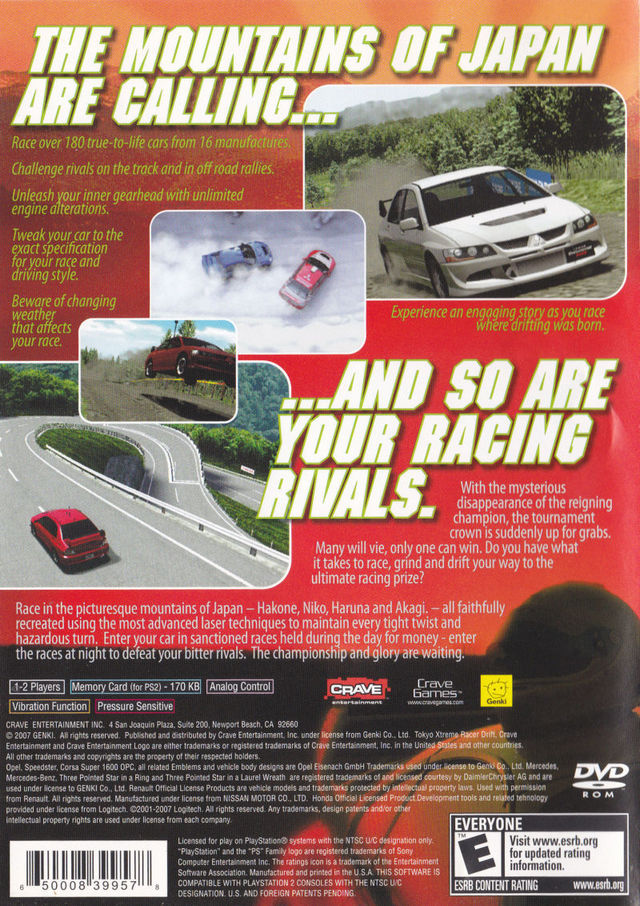 THE MOUNTAINS OF JAPAN
ARE CALLING...
Race over 180 true-to-life cars from 16 manufactures.
Challenge rivals on the track and in off road rallies.
Unleash your inner gearhead with unlimited
engine alterations.
Tweak your car to the
exact specification
for your race and
driving style.
Beware of changing
weather
that affects
your race.
Experience an engaging story as you race
where drifting was born.
...AND SO ARE
YOUR RACING
RIVALS.
With the mysterious
disappearance of the reigning
champion, the tournament
crown is suddenly up for grabs.
Many will vie, only one can win. Do you have what
it takes to race, grind and drift your way to the
ultimate racing prize?
Race in the picturesque mountains of Japan – Hakone, Niko, Haruna and Akagi. – all faithfully
recreated using the most advanced laser techniques to maintain every tight twist and
hazardous turn. Enter your car in sanctioned races held during the day for money - enter
the races at night to defeat your bitter rivals. The championship and glory are waiting.
1-2 Players Memory Card (for PS2) - 170 KB Analog Control
Vibration Function Pressure Sensitive
CRAVE
entertainment
Crave
Games™
www.cravegames.com
Genki
CRAVE ENTERTAINMENT INC. 4 San Joaquin Plaza, Suite 200, Newport Beach, CA 92660
© 2007 GENKI. All rights reserved. Published and distributed by Crave Entertainment, Inc. under license from Genki Co., Ltd. Tokyo Xtreme Racer Drift, Crave
Entertainment and Crave Entertainment Logo are either trademarks or registered trademarks of Crave Entertainment, Inc. in the United States and other countries.
All other trademarks and copyrights are the property of their respected holders.
Opel, Speedster, Corsa Super 1600 OPC, all related Emblems and vehicle body designs are Opel Eisenach GmbH Trademarks used under license to Genki Co., Ltd. Mercedes,
Mercedes-Benz, Three Pointed Star in a Ring and Three Pointed Star in a Laurel Wreath are registered trademarks of and licensed courtesy by DaimlerChrysler AG and are
used under license to GENKI Co., Ltd. Renault Official License Products are vehicle models and trademarks protected by intellectual property laws. Used with permission
from Renault. All rights reserved. Manufactured under license from NISSAN MOTOR CO., LTD. Honda Official Licensed Product. Development tools and related tehnology
provided under license from Logitech. ©2001-2007 Logitech. All rights reserved. Any trademarks, design patents and/or other
intellectual property rights are used under license from each company.
DVD
ROM
Licensed for play on PlayStation® systems with the NTSC U/C designation only.
"PlayStation" and the "PS" Family logo are registered trademarks of Sony
Computer Entertainment Inc. The ratings icon is a trademark of the Entertainment
Software Association. Manufactured and printed in the U.S.A. THIS SOFTWARE IS
COMPATIBLE WITH PLAYSTATION 2 CONSOLES WITH THE NTSC U/C
DESIGNATION. U.S. AND FOREIGN PATENTS PENDING.
6 50008 39957 8
EVERYONE
E
ESRB CONTENT RATING
Visit www.esrb.org
for updated rating
information.
www.esrb.org